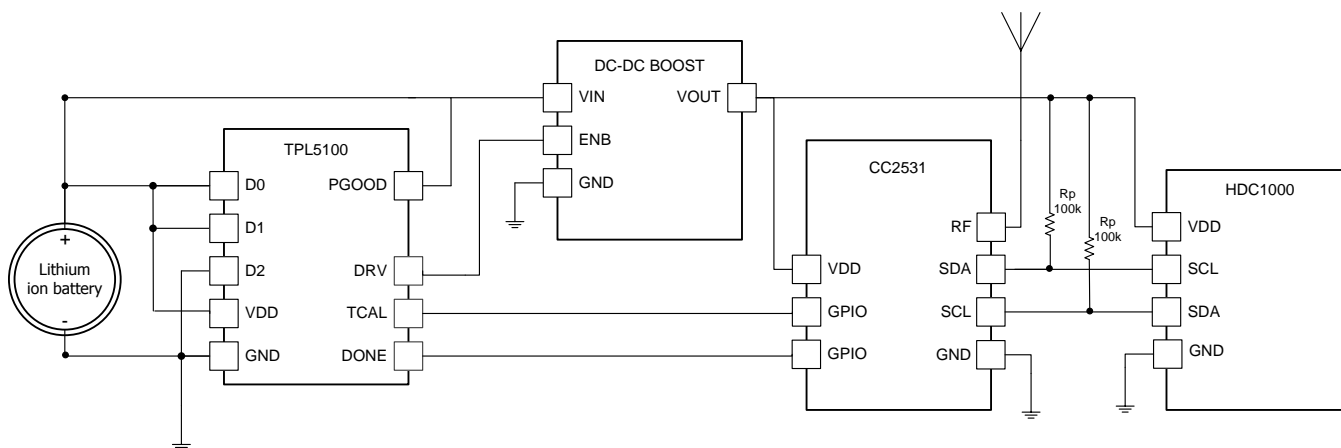 DC-DC BOOST
VIN
VOUT
ENB
GND
TPL5100
D0
PGOOD
D1
D2
DRV
VDD
TCAL
GND
DONE
+
Lithium
ion battery
-
CC2531
RF
VDD
SDA
GPIO
SCL
GPIO
GND
Rp
100k
Rp
100k
HDC1000
VDD
SCL
SDA
GND